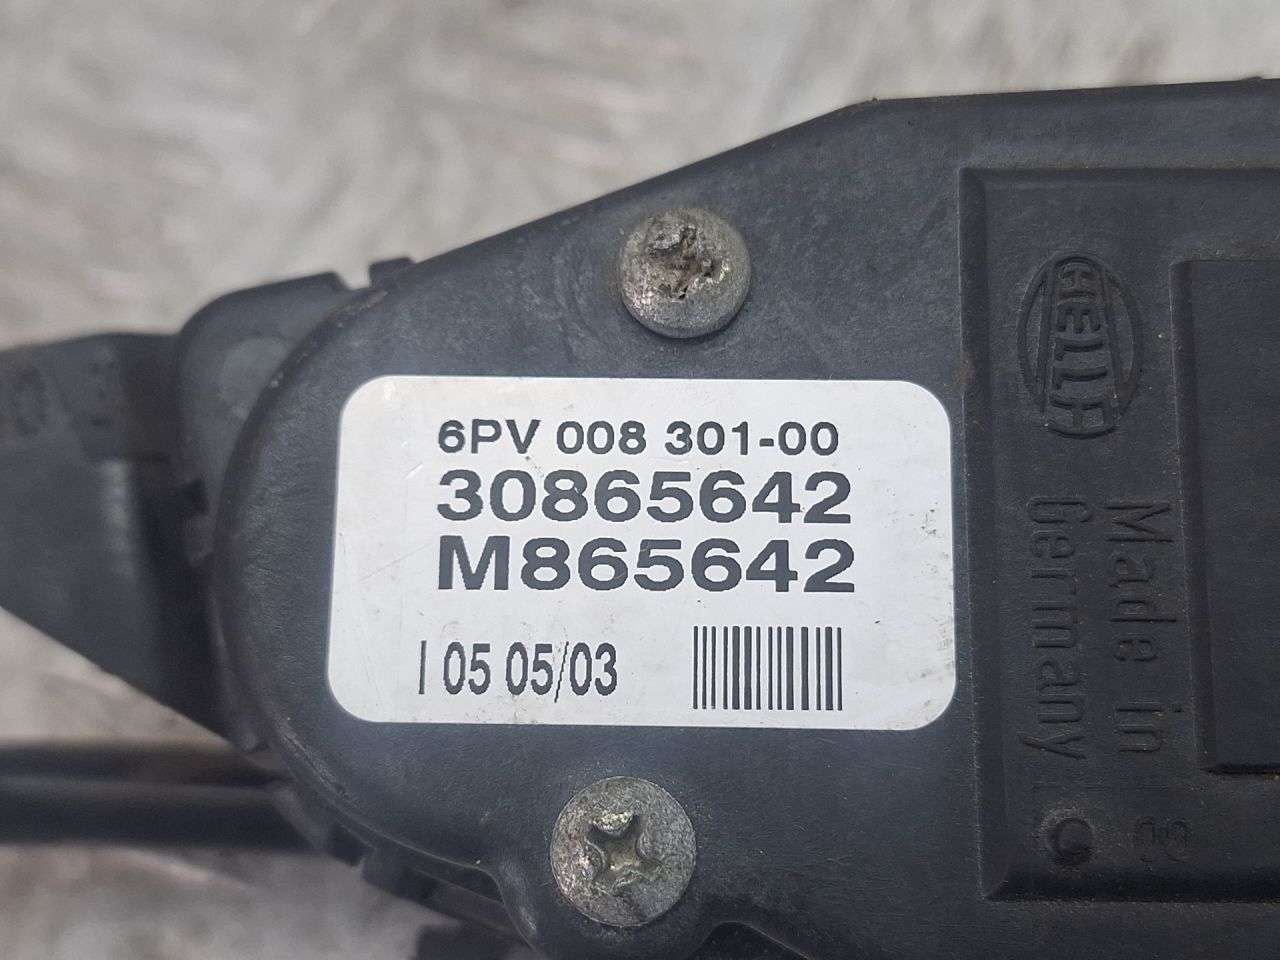 6PV 008 301-00
30865642
M865642
I 05 05/03
HELLA
Made in
Germany